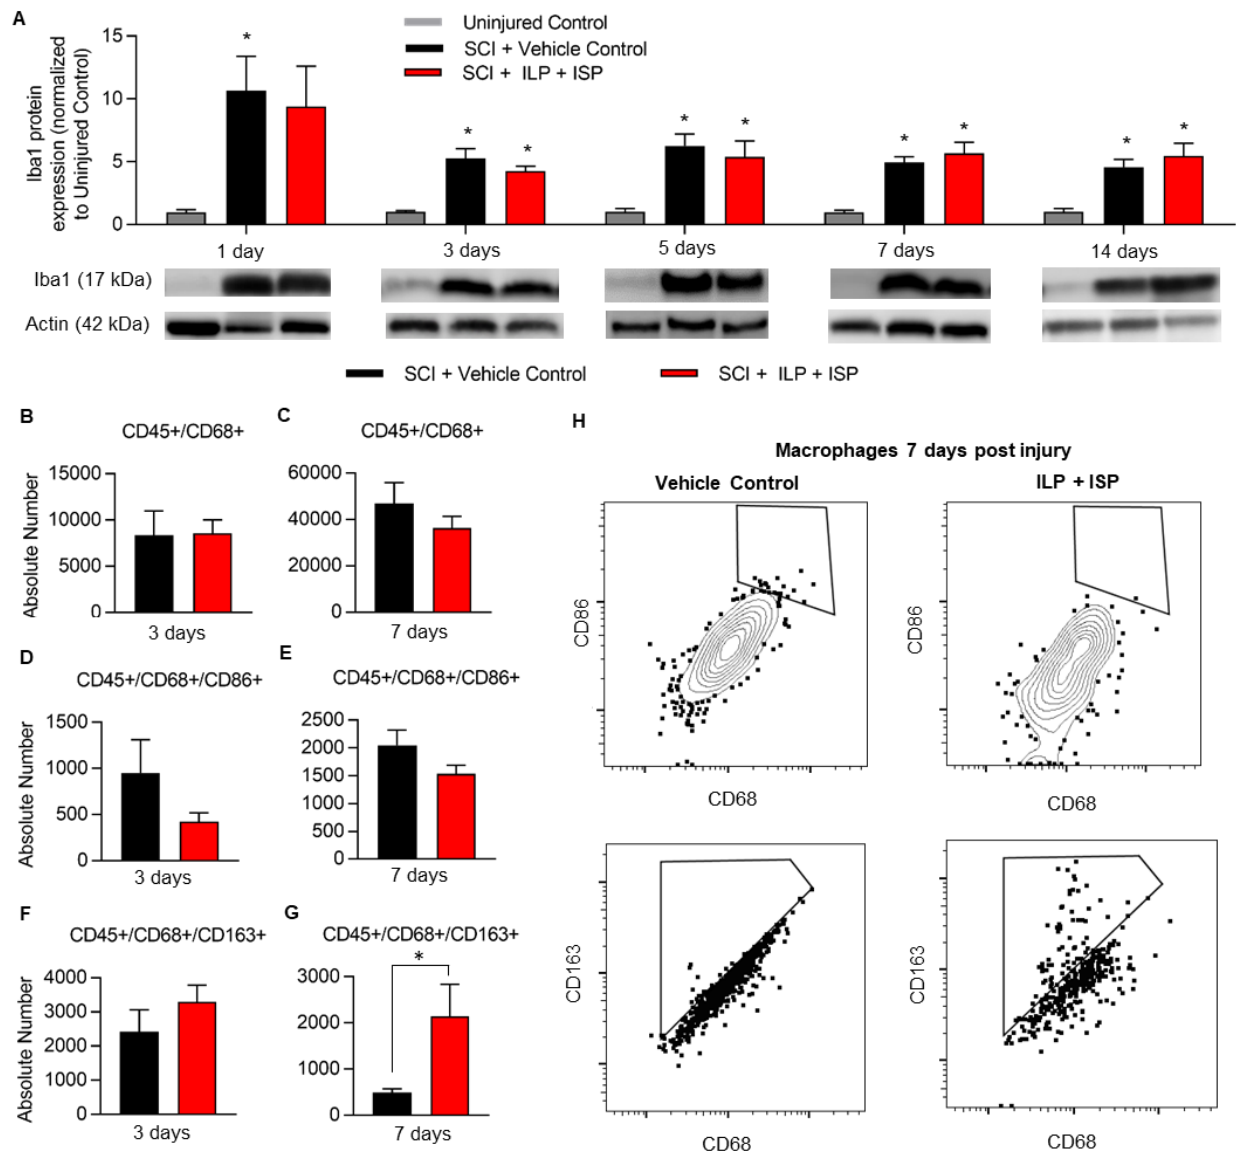 A
Iba1 protein
expression (normalized
to Uninjured Control)
15
10
5
0
Uninjured Control
SCI + Vehicle Control
SCI + ILP + ISP
*
*
*
*
*
*
*
*
*
1 day
3 days
5 days
7 days
14 days
Iba1 (17 kDa)
Actin (42 kDa)
SCI + Vehicle Control
SCI + ILP + ISP
B
CD45+/CD68+
Absolute Number
15000
10000
5000
0
3 days
C
CD45+/CD68+
60000
40000
20000
0
7 days
D
CD45+/CD68+/CD86+
Absolute Number
1500
1000
500
0
3 days
E
CD45+/CD68+/CD86+
2500
2000
1500
1000
500
0
7 days
F
CD45+/CD68+/CD163+
Absolute Number
4000
3000
2000
1000
0
3 days
G
CD45+/CD68+/CD163+
*
3000
2000
1000
0
7 days
H
Macrophages 7 days post injury
Vehicle Control
ILP + ISP
CD86
CD68
CD86
CD68
CD163
CD68
CD163
CD68